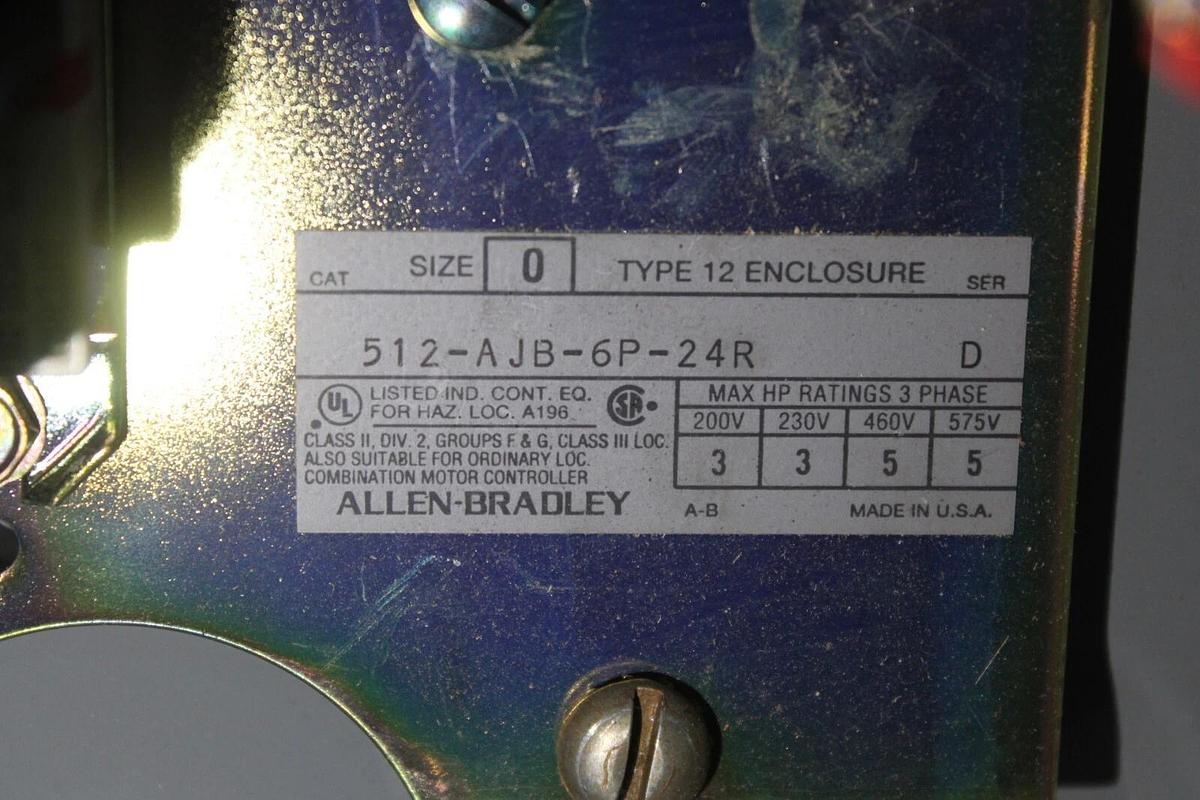 CAT SIZE 0 TYPE 12 ENCLOSURE SER
512-AJB-6P-24R D
UL LISTED IND. CONT. EQ.
FOR HAZ. LOC. A196
SA
CLASS II, DIV. 2, GROUPS F & G, CLASS III LOC.
ALSO SUITABLE FOR ORDINARY LOC.
COMBINATION MOTOR CONTROLLER
ALLEN-BRADLEY
MAX HP RATINGS 3 PHASE
200V 230V 460V 575V
3 3 5 5
A-B MADE IN U.S.A.